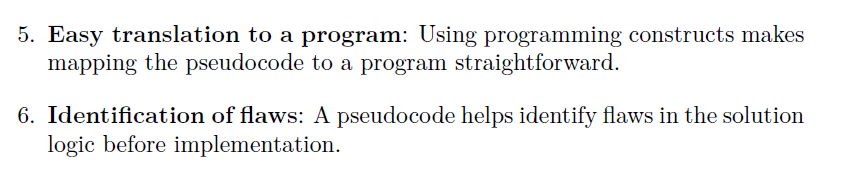 5. Easy translation to a program: Using programming constructs makes
mapping the pseudocode to a program straightforward.
6. Identification of flaws: A pseudocode helps identify flaws in the solution
logic before implementation.